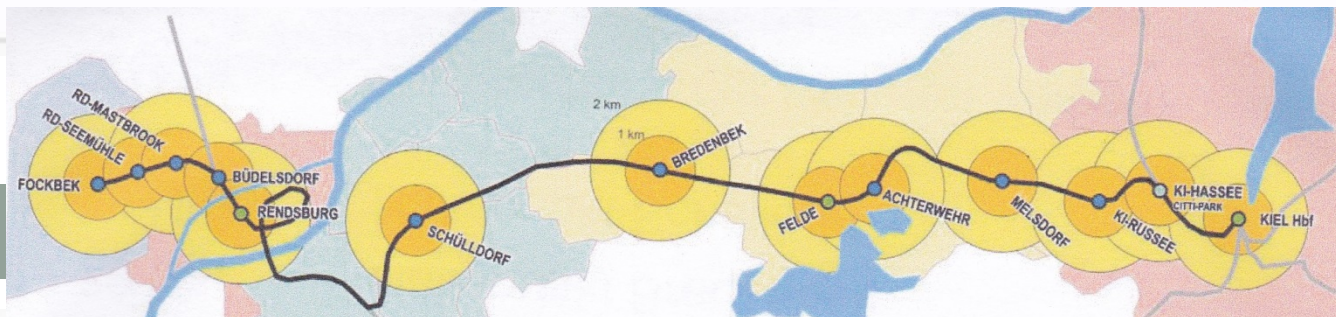 FOCKBEK
RD-SEEMÜHLE
RD-MASTBROOK
BÜDELSDORF
RENDSBURG
SCHÜLLDORF
2 km
1 km
BREDENBEK
FELDE
ACHTERWEHR
MELSDORF
KI-RUSSEE
KI-HASSEE
CITTI-PARK
KIEL Hbf